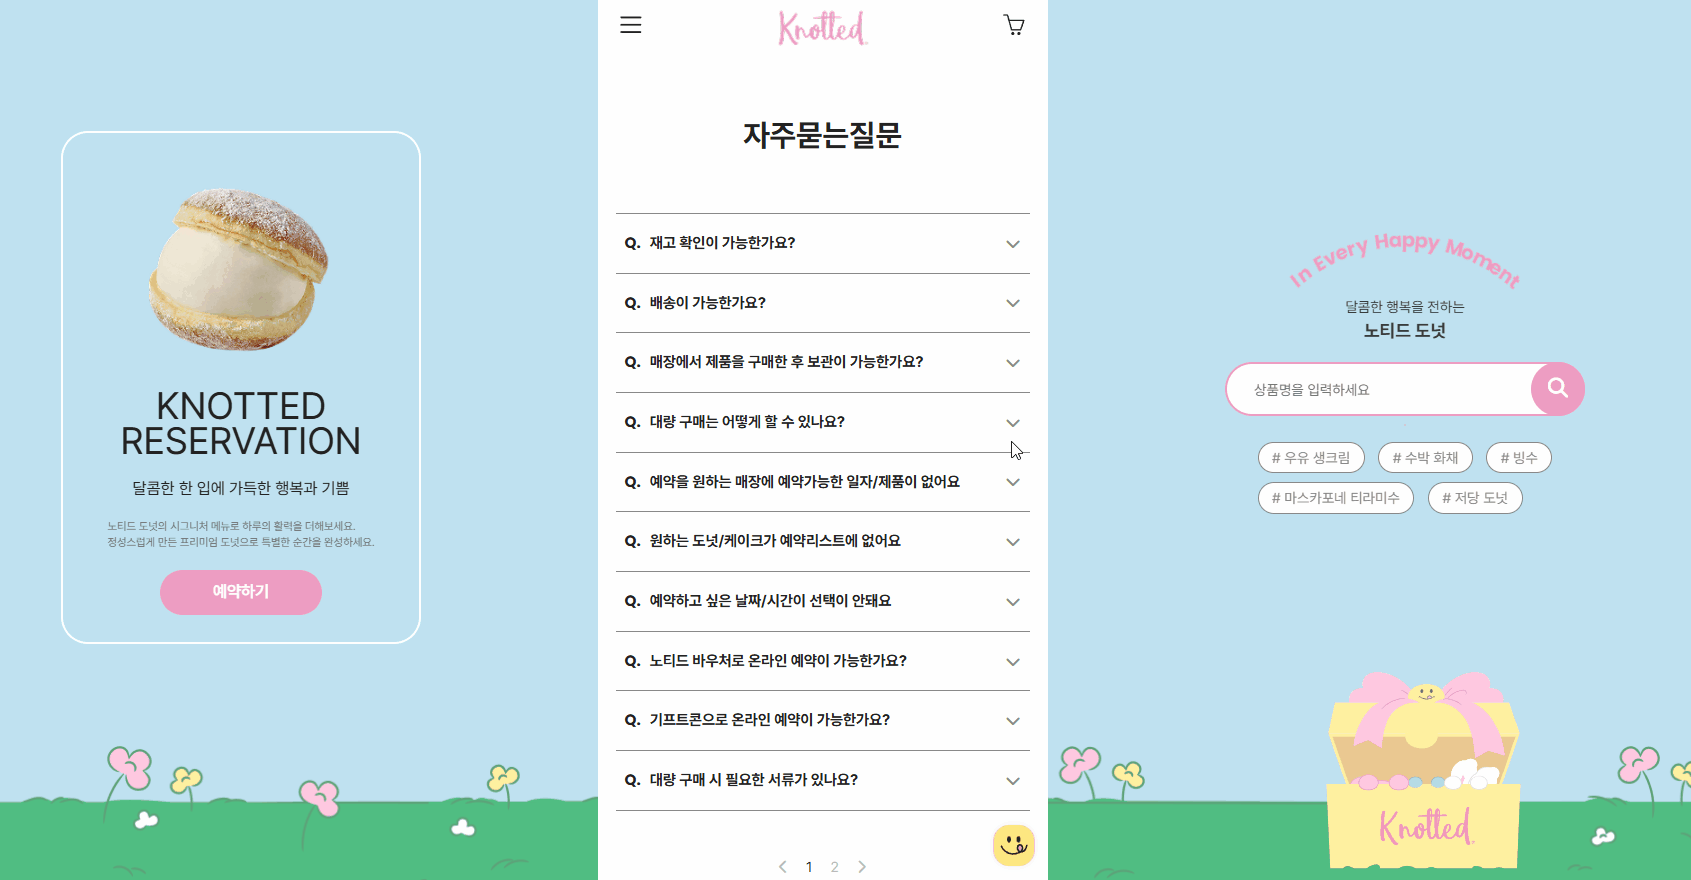 KNOTTED
RESERVATION
달콤한 한 입에 가득한 행복과 기쁨
노티드 도넛의 시그니처 메뉴로 하루의 활력을 더해보세요.
정성스럽게 만든 프리미엄 도넛으로 특별한 순간을 완성하세요.
예약하기
Knotted
자주묻는질문
Q. 재고 확인이 가능한가요?
Q. 배송이 가능한가요?
Q. 매장에서 제품을 구매한 후 보관이 가능한가요?
Q. 대량 구매는 어떻게 할 수 있나요?
Q. 예약을 원하는 매장에 예약가능한 일자/제품이 없어요
Q. 원하는 도넛/케이크가 예약리스트에 없어요
Q. 예약하고 싶은 날짜/시간이 선택이 안돼요
Q. 노티드 바우처로 온라인 예약이 가능한가요?
Q. 기프트콘으로 온라인 예약이 가능한가요?
Q. 대량 구매 시 필요한 서류가 있나요?
1 2
In Every Happy Moment
달콤한 행복을 전하는
노티드 도넛
상품명을 입력하세요
# 우유 생크림 # 수박 화채 # 빙수
# 마스카포네 티라미수 # 저당 도넛
Knotted